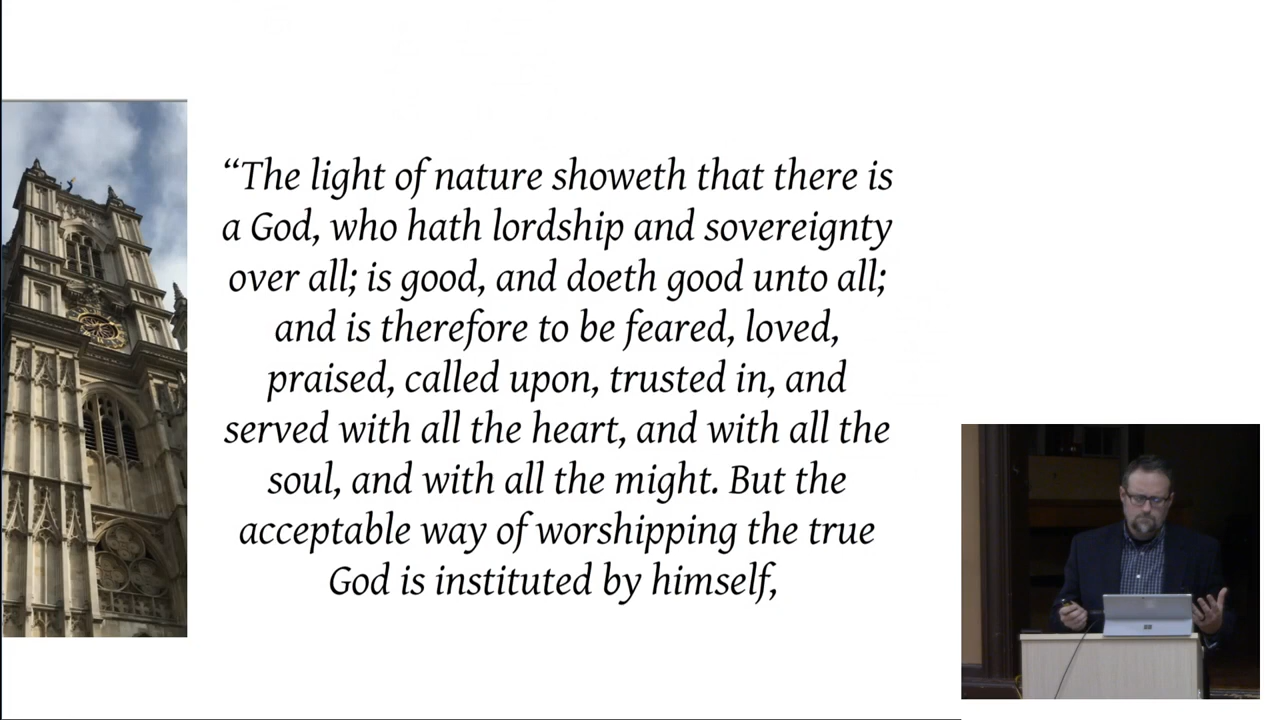 “The light of nature showeth that there is
a God, who hath lordship and sovereignty
over all; is good, and doeth good unto all;
and is therefore to be feared, loved,
praised, called upon, trusted in, and
served with all the heart, and with all the
soul, and with all the might. But the
acceptable way of worshipping the true
God is instituted by himself,